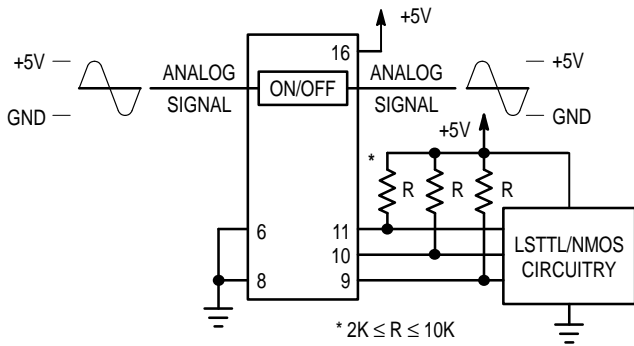 +5V
16
+5V
ANALOG
ON/OFF
ANALOG
+5V
GND
SIGNAL
SIGNAL
GND
+5V
*
R
R
R
6
11
LSTTL/NMOS
10
CIRCUITRY
8
9
* 2K ≤ R ≤ 10K